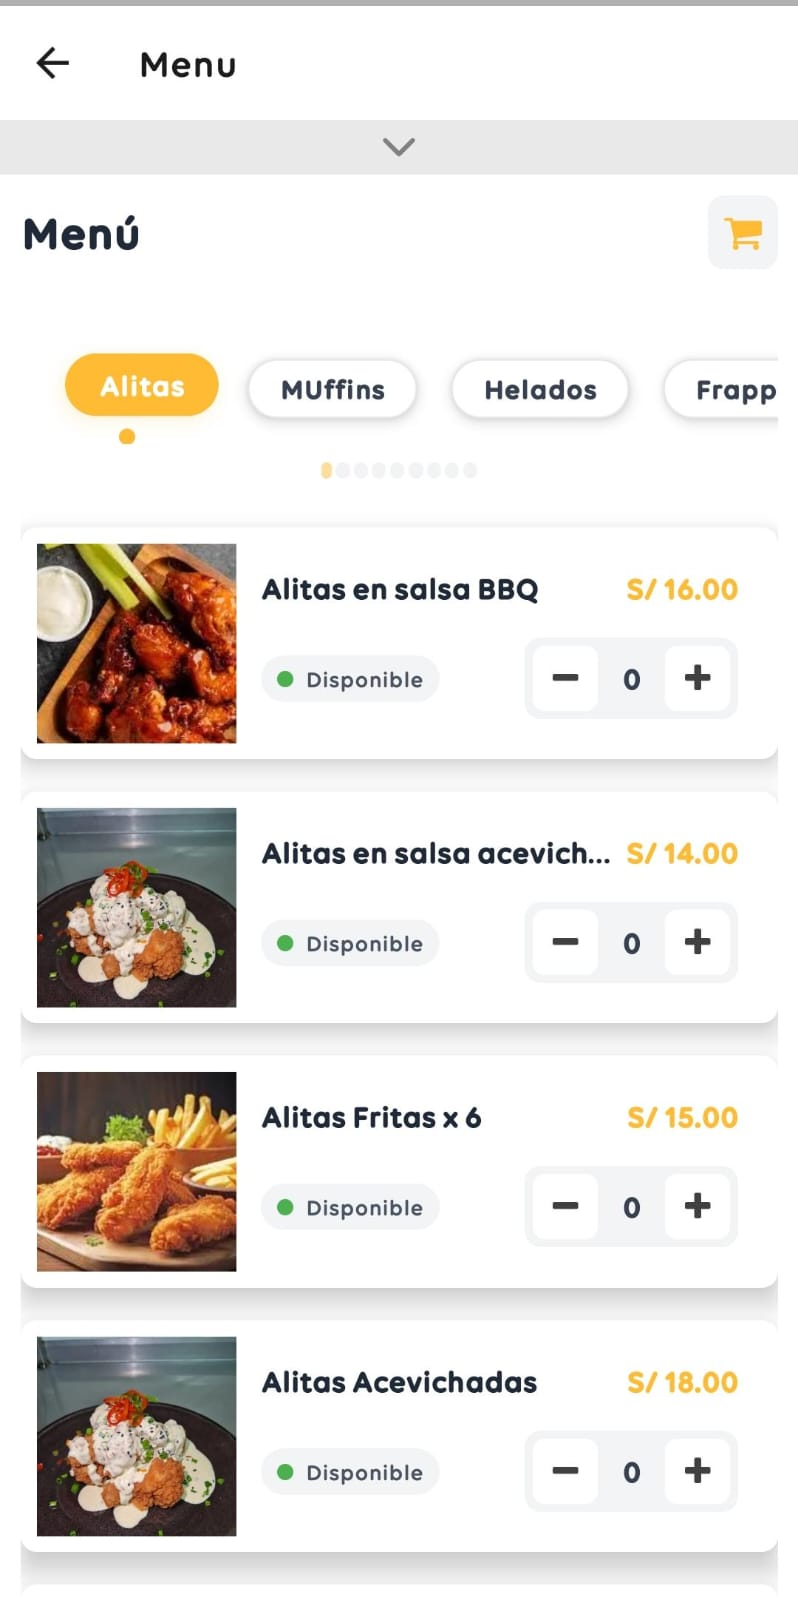 Menu
Menú
Alitas
MUffins
Helados
Frapp
Alitas en salsa BBQ
S/ 16.00
Disponible
0
Alitas en salsa acevich...
S/ 14.00
Disponible
0
Alitas Fritas x 6
S/ 15.00
Disponible
0
Alitas Acevichadas
S/ 18.00
Disponible
0